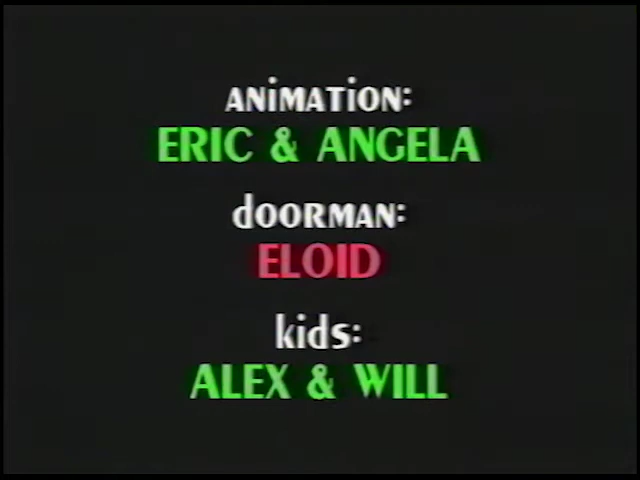 ANiMATiON:
ERIC & ANGELA
dOORMAN:
ELOID
kids:
ALEX & WILL